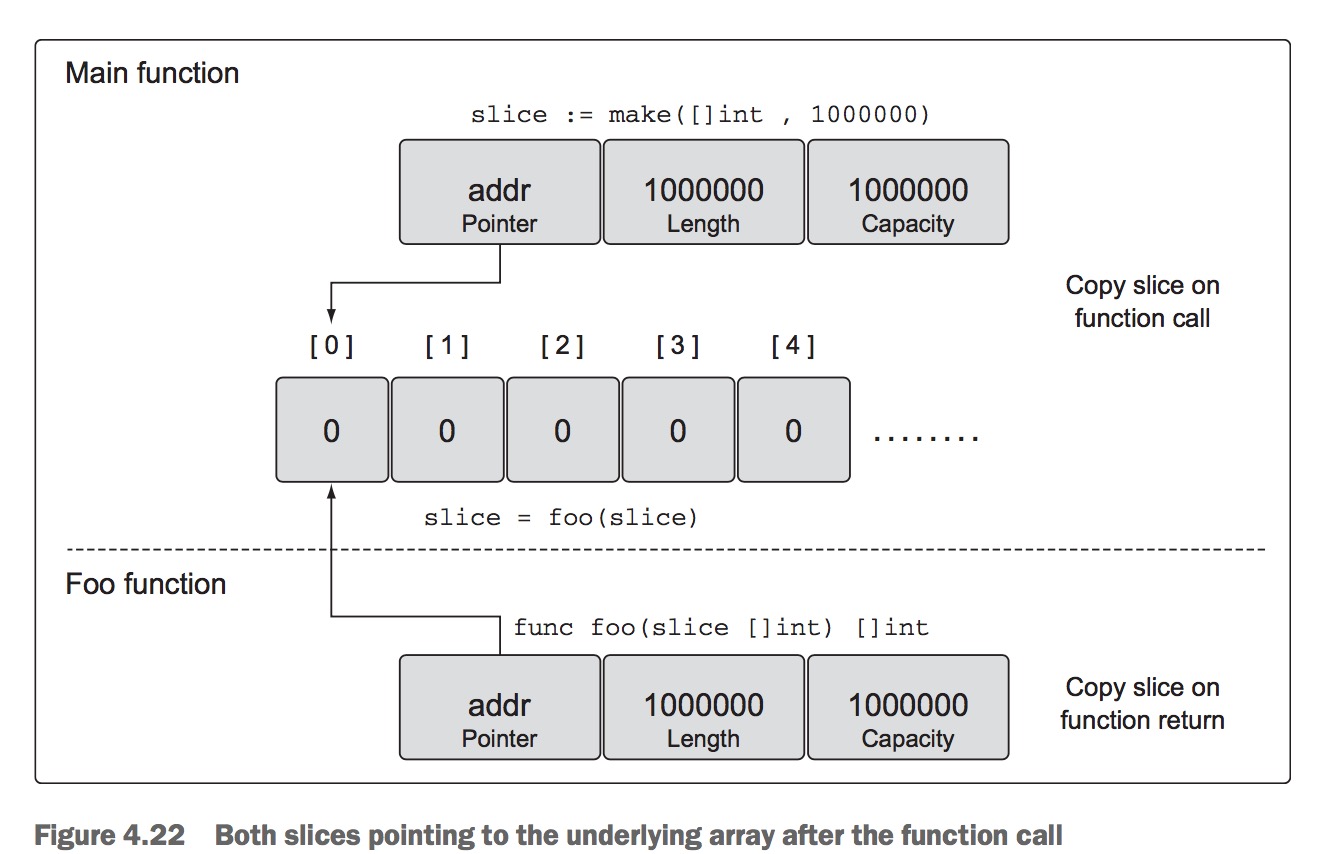 Main function
slice := make([]int , 1000000)
addr 1000000 1000000
Pointer Length Capacity
Copy slice on
function call
[0] [1] [2] [3] [4]
0 0 0 0 0 ........
slice = foo(slice)
Foo function
func foo(slice []int) []int
addr 1000000 1000000
Pointer Length Capacity
Copy slice on
function return
Figure 4.22 Both slices pointing to the underlying array after the function call